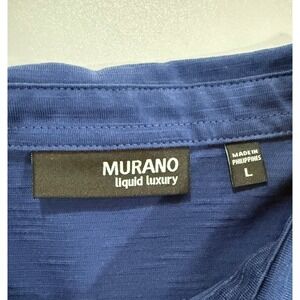 MURANO
liquid luxury
MADE IN
PHILIPPINES
L